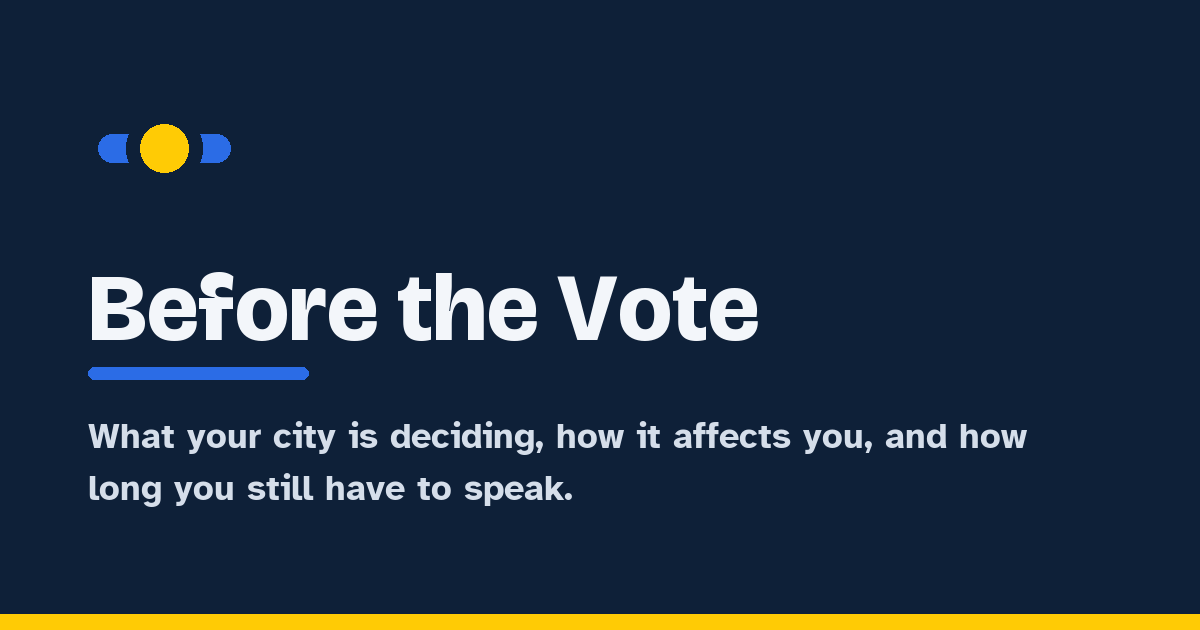 Before the Vote
What your city is deciding, how it affects you, and how
long you still have to speak.